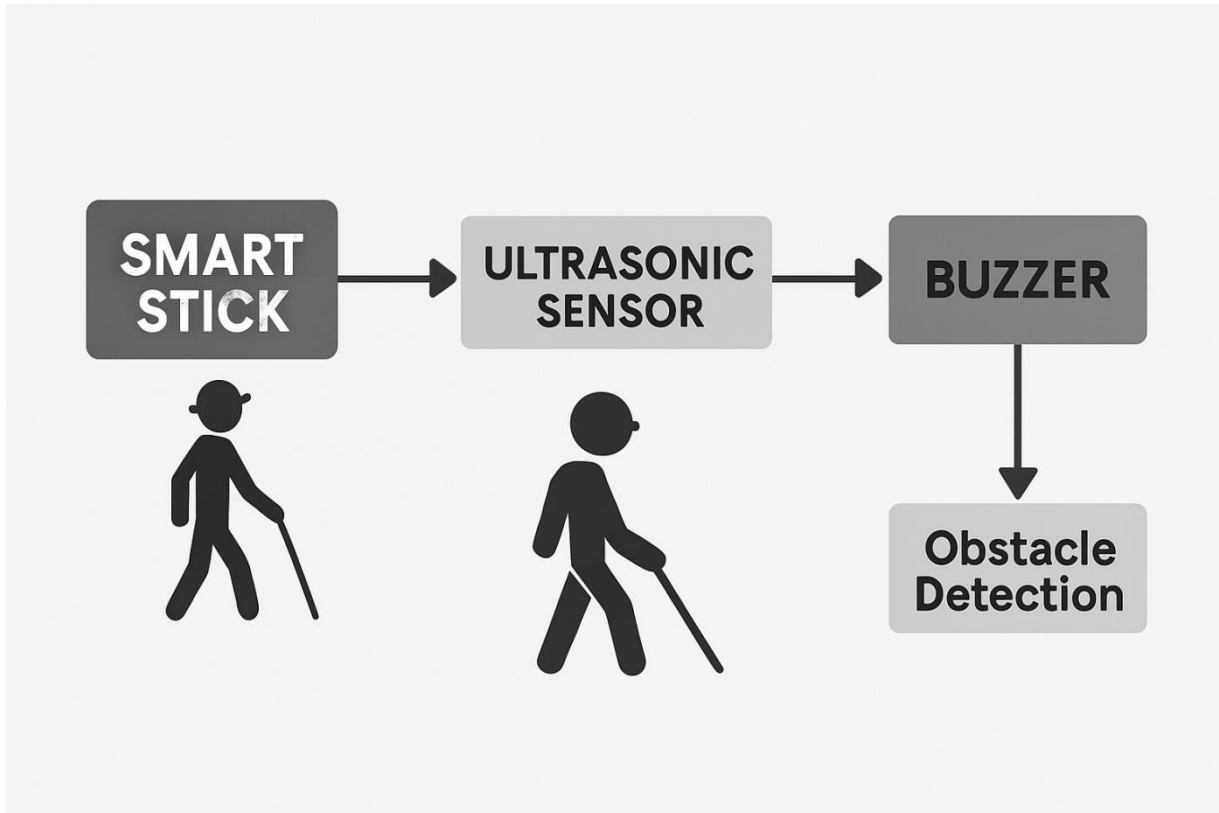 SMART
STICK
ULTRASONIC
SENSOR
BUZZER
Obstacle
Detection